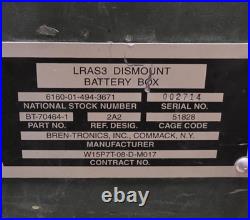 LRAS3 DISMOUNT
BATTERY BOX
6160-01-494-3671 002714
NATIONAL STOCK NUMBER SERIAL NO.
BT-70464-1 2A2 51828
PART NO. REF. DESIG. CAGE CODE
BREN-TRONICS, INC., COMMACK, N.Y.
MANUFACTURER
W15P7T-08-D-M017
CONTRACT NO.